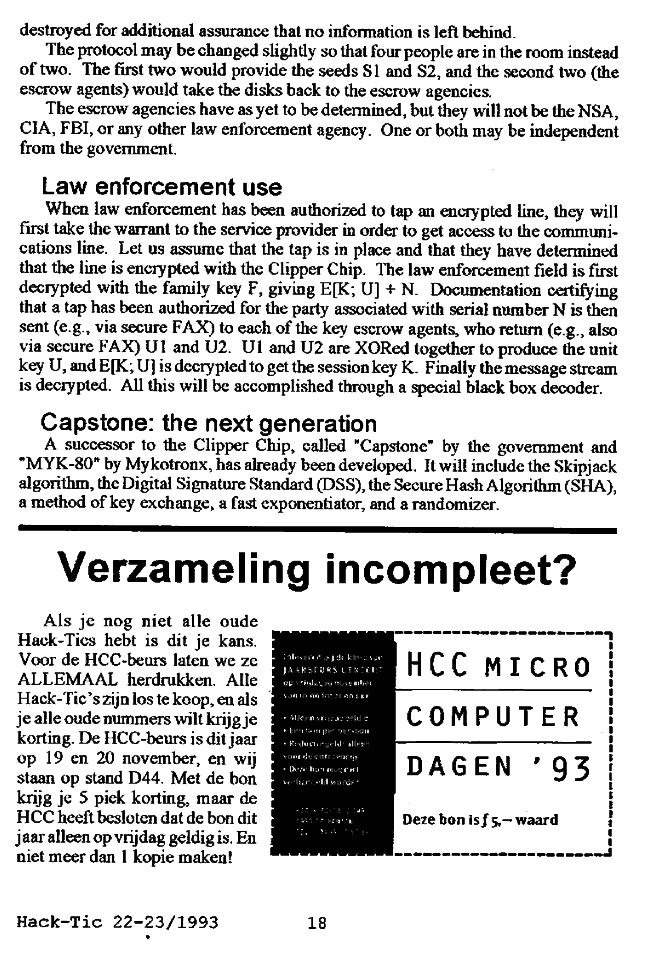 destroyed for additional assurance that no information is left behind.
The protocol may be changed slightly so that four people are in the room instead
of two. The first two would provide the seeds S1 and S2, and the second two (the
escrow agents) would take the disks back to the escrow agencies.
The escrow agencies have as yet to be determined, but they will not be the NSA,
CIA, FBI, or any other law enforcement agency. One or both may be independent
from the government.
Law enforcement use
When law enforcement has been authorized to tap an encrypted line, they will
first take the warrant to the service provider in order to get access to the communi-
cations line. Let us assume that the tap is in place and that they have determined
that the line is encrypted with the Clipper Chip. The law enforcement field is first
decrypted with the family key F, giving E[K; U] + N. Documentation certifying
that a tap has been authorized for the party associated with serial number N is then
sent (e.g., via secure FAX) to each of the key escrow agents, who return (e.g., also
via secure FAX) U1 and U2. U1 and U2 are XORed together to produce the unit
key U, and E[K; U] is decrypted to get the session key K. Finally the message stream
is decrypted. All this will be accomplished through a special black box decoder.
Capstone: the next generation
A successor to the Clipper Chip, called "Capstone" by the government and
"MYK-80" by Mykotronx, has already been developed. It will include the Skipjack
algorithm, the Digital Signature Standard (DSS), the Secure Hash Algorithm (SHA),
a method of key exchange, a fast exponentiator, and a randomizer.
Verzameling incompleet?
Als je nog niet alle oude
Hack-Tics hebt is dit je kans.
Voor de HCC-beurs laten we ze
ALLEMAAL herdrukken. Alle
Hack-Tic's zijn los te koop, en als
je alle oude nummers wilt krijg je
korting. De HCC-beurs is dit jaar
op 19 en 20 november, en wij
staan op stand D44. Met de bon
krijg je 5 pick korting, maar de
HCC heeft besloten dat de bon dit
jaar alleen op vrijdag geldig is. En
niet meer dan 1 kopie maken!
HCC MICRO
COMPUTER
DAGEN '93
Deze bon is ƒ 5,– waard
Hack-Tic 22-23/1993 18